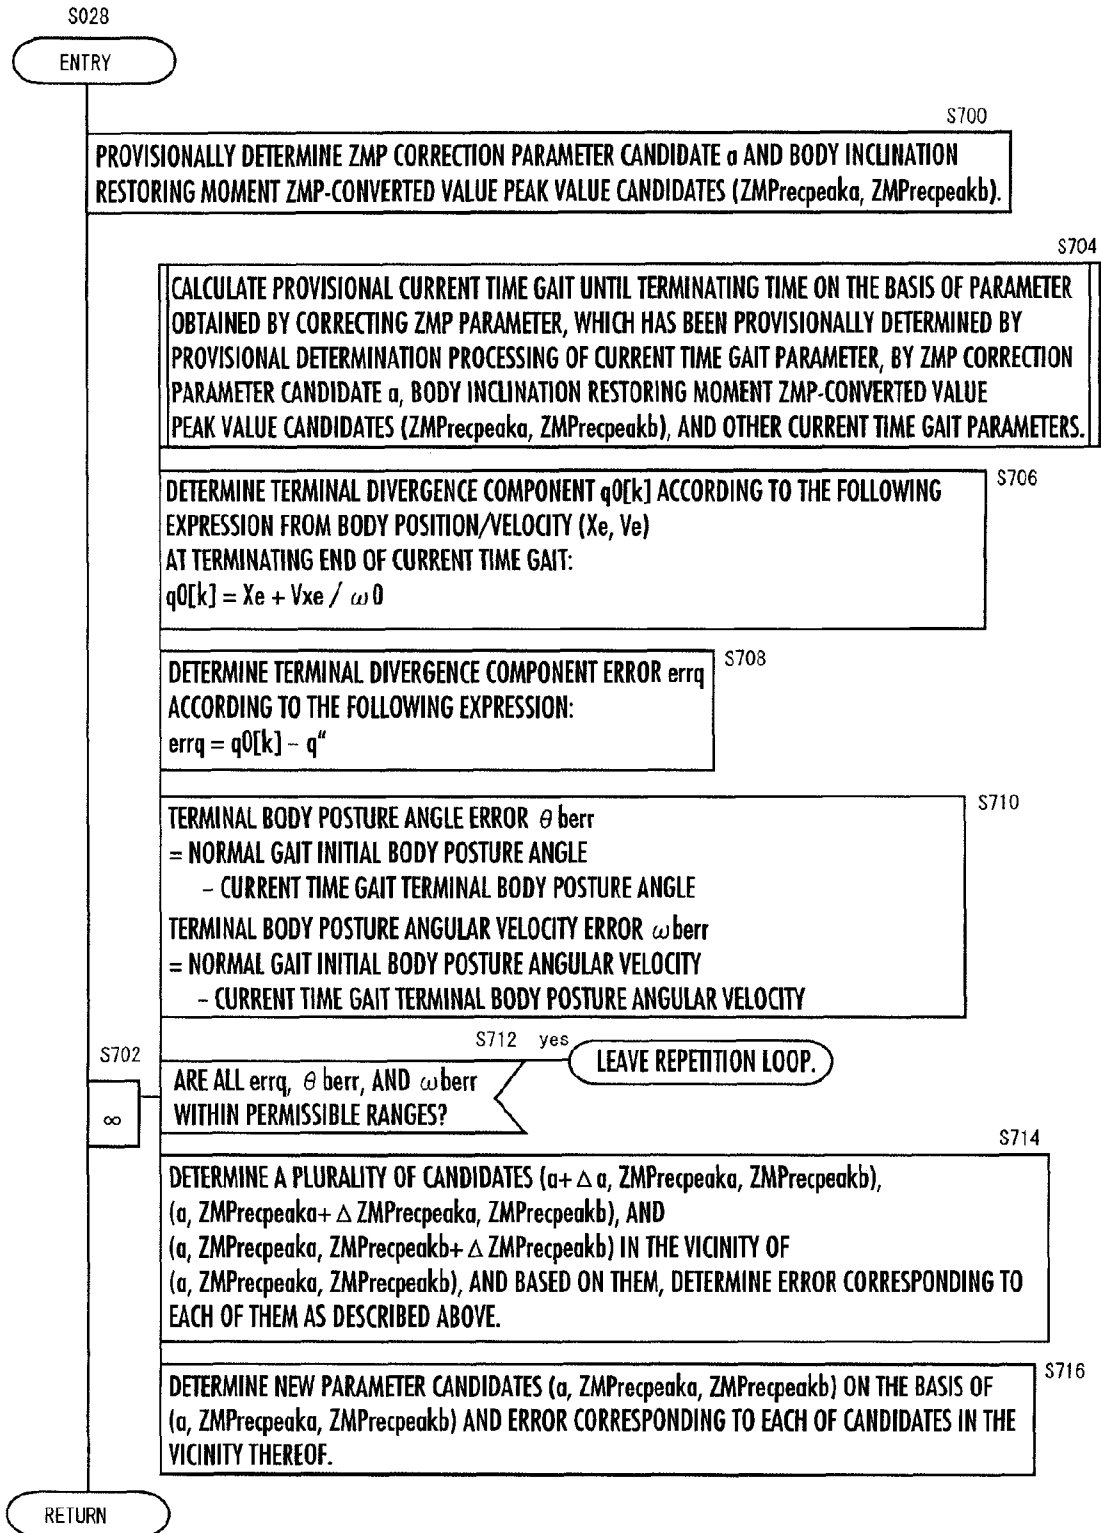 S028
ENTRY
S700
PROVISIONALLY DETERMINE ZMP CORRECTION PARAMETER CANDIDATE a AND BODY INCLINATION
RESTORING MOMENT ZMP-CONVERTED VALUE PEAK VALUE CANDIDATES (ZMPrecpeaka, ZMPrecpeakb).
S704
CALCULATE PROVISIONAL CURRENT TIME GAIT UNTIL TERMINATING TIME ON THE BASIS OF PARAMETER
OBTAINED BY CORRECTING ZMP PARAMETER, WHICH HAS BEEN PROVISIONALLY DETERMINED BY
PROVISIONAL DETERMINATION PROCESSING OF CURRENT TIME GAIT PARAMETER, BY ZMP CORRECTION
PARAMETER CANDIDATE a, BODY INCLINATION RESTORING MOMENT ZMP-CONVERTED VALUE
PEAK VALUE CANDIDATES (ZMPrecpeaka, ZMPrecpeakb), AND OTHER CURRENT TIME GAIT PARAMETERS.
S706
DETERMINE TERMINAL DIVERGENCE COMPONENT q0[k] ACCORDING TO THE FOLLOWING
EXPRESSION FROM BODY POSITION/VELOCITY (Xe, Ve)
AT TERMINATING END OF CURRENT TIME GAIT:
q0[k] = Xe + Vxe / ω0
S708
DETERMINE TERMINAL DIVERGENCE COMPONENT ERROR errq
ACCORDING TO THE FOLLOWING EXPRESSION:
errq = q0[k] – q“
S710
TERMINAL BODY POSTURE ANGLE ERROR θberr
= NORMAL GAIT INITIAL BODY POSTURE ANGLE
– CURRENT TIME GAIT TERMINAL BODY POSTURE ANGLE
TERMINAL BODY POSTURE ANGULAR VELOCITY ERROR ωberr
= NORMAL GAIT INITIAL BODY POSTURE ANGULAR VELOCITY
– CURRENT TIME GAIT TERMINAL BODY POSTURE ANGULAR VELOCITY
S702
∞
S712 yes
LEAVE REPETITION LOOP.
ARE ALL errq, θberr, AND ωberr
WITHIN PERMISSIBLE RANGES?
S714
DETERMINE A PLURALITY OF CANDIDATES (a+Δa, ZMPrecpeaka, ZMPrecpeakb),
(a, ZMPrecpeaka+ΔZMPrecpeaka, ZMPrecpeakb), AND
(a, ZMPrecpeaka, ZMPrecpeakb+ΔZMPrecpeakb) IN THE VICINITY OF
(a, ZMPrecpeaka, ZMPrecpeakb), AND BASED ON THEM, DETERMINE ERROR CORRESPONDING TO
EACH OF THEM AS DESCRIBED ABOVE.
S716
DETERMINE NEW PARAMETER CANDIDATES (a, ZMPrecpeaka, ZMPrecpeakb) ON THE BASIS OF
(a, ZMPrecpeaka, ZMPrecpeakb) AND ERROR CORRESPONDING TO EACH OF CANDIDATES IN THE
VICINITY THEREOF.
RETURN